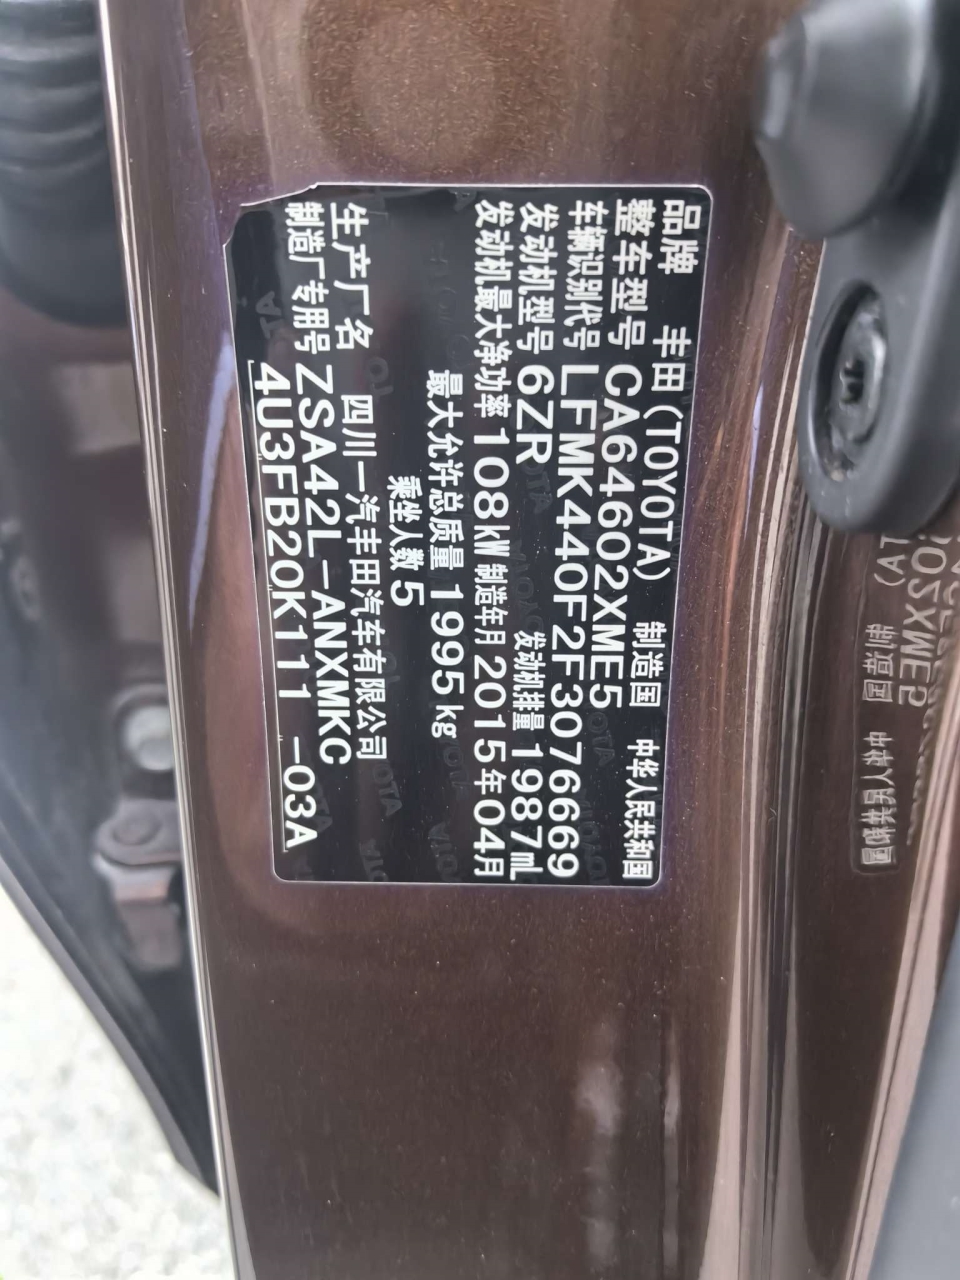 品牌 丰田(TOYOTA) 制造国 中华人民共和国
整车型号 CA64602XME5
车辆识别代号 LFMK440F2F3076669
发动机型号 6ZR 发动机排量 1987mL
发动机最大净功率 108kW 制造年月 2015年04月
最大允许总质量 1995kg
乘坐人数 5
生产厂名 四川一汽丰田汽车有限公司
制造厂专用号 ZSA42L-ANXMKC
4U3FB20K111 -03A